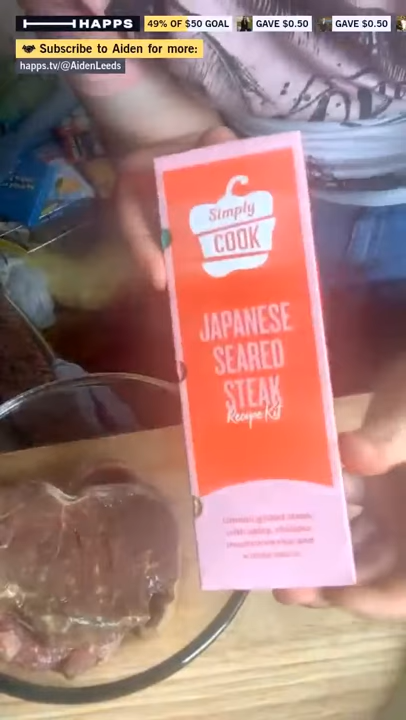 HAPPS
49% OF $50 GOAL
GAVE $0.50
GAVE $0.50
Subscribe to Aiden for more:
happs.tv/@AidenLeeds
Simply
COOK
JAPANESE
SEARED
STEAK
Recipe Kit